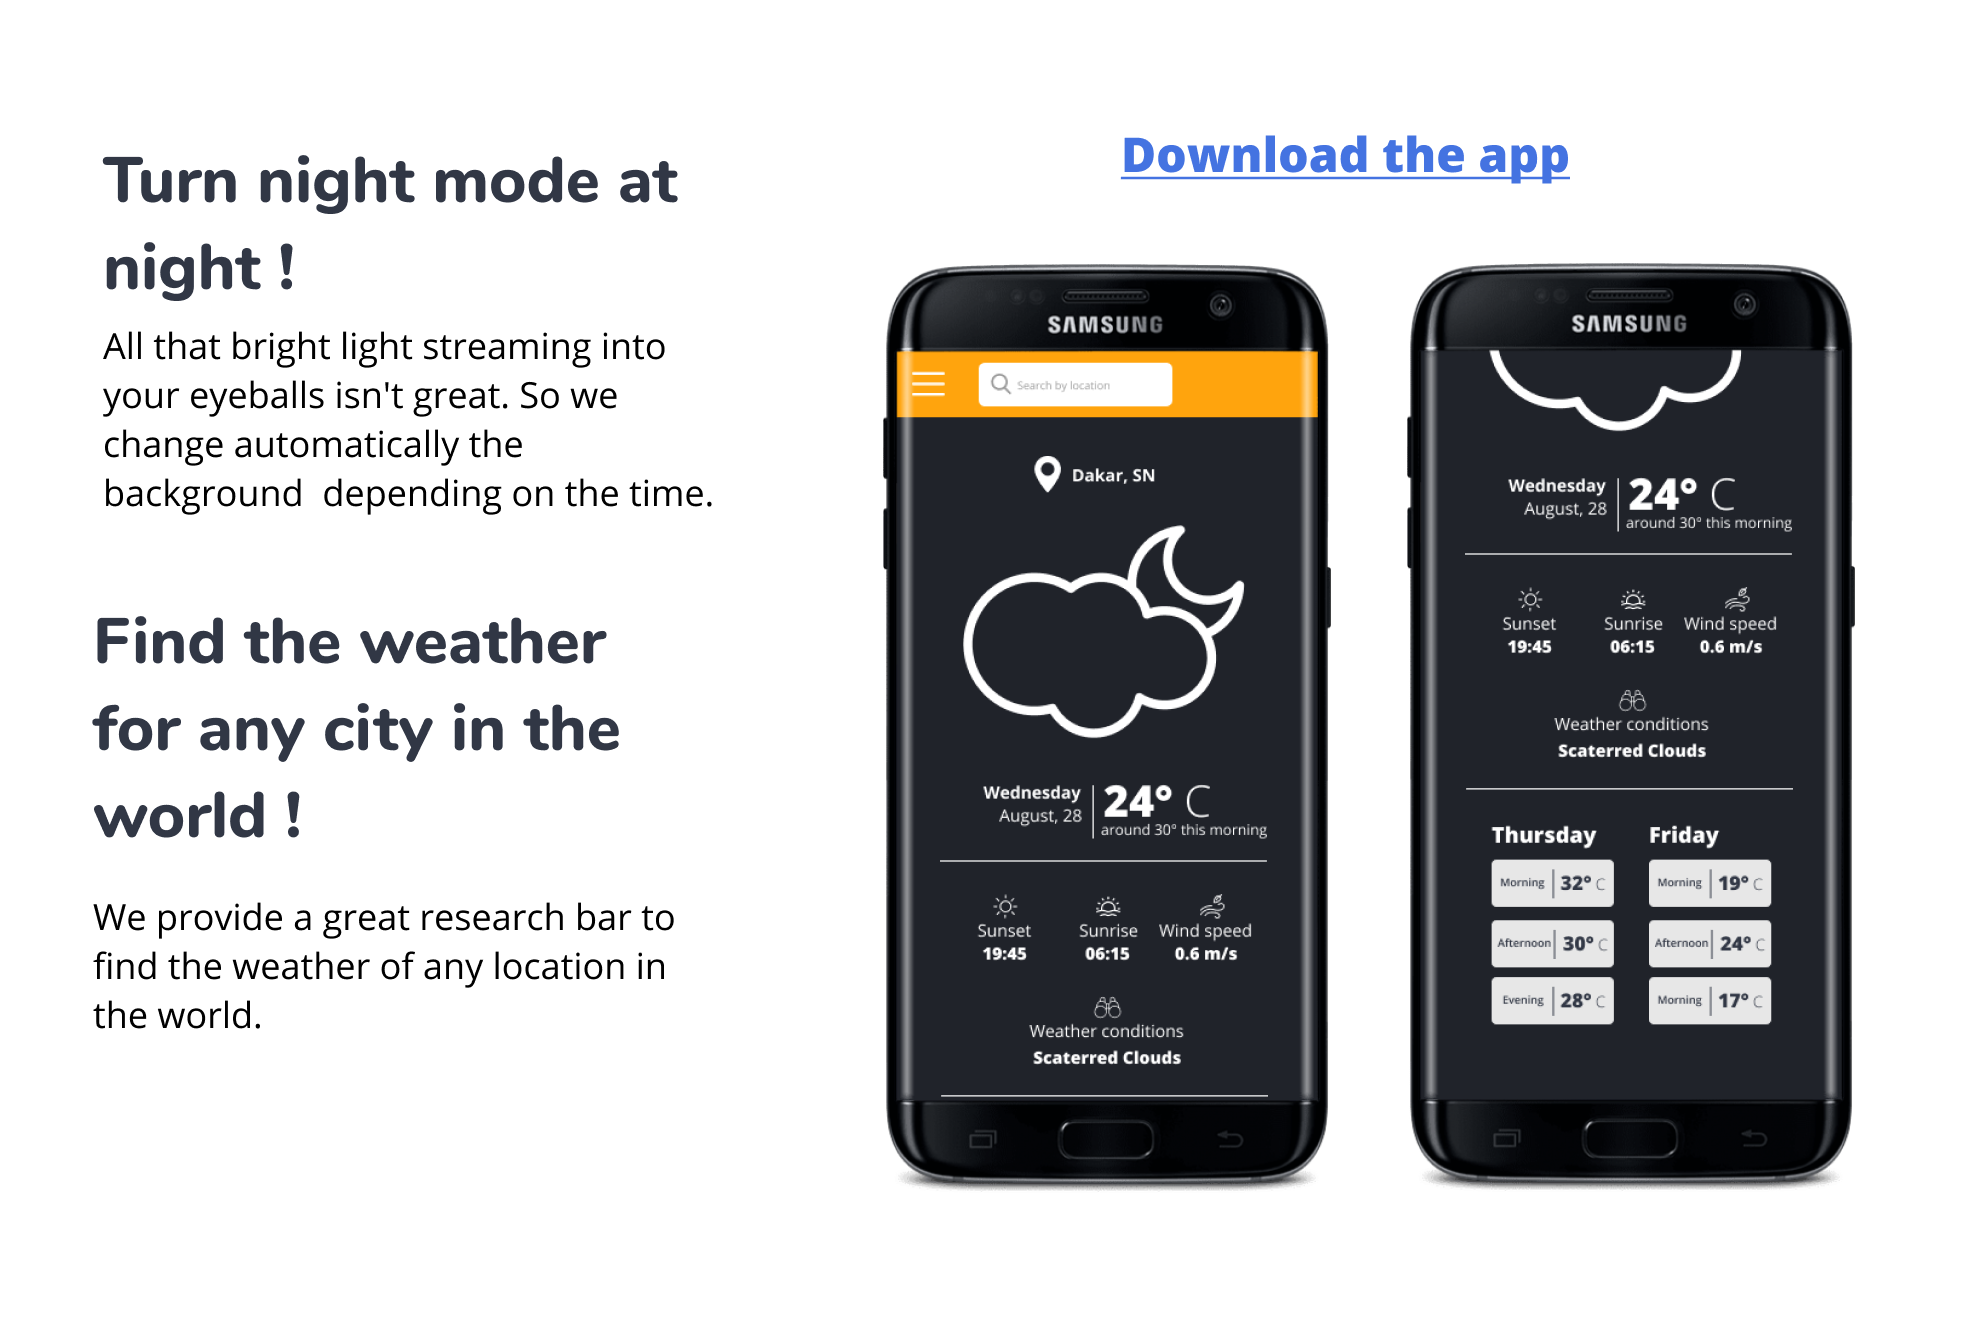 Turn night mode at
night !
All that bright light streaming into
your eyeballs isn't great. So we
change automatically the
background  depending on the time.
Find the weather
for any city in the
world !
We provide a great research bar to
find the weather of any location in
the world.
Download the app
SAMSUNG
Search by location
Dakar, SN
Wednesday
August, 28
24° C
around 30° this morning
Sunset
19:45
Sunrise
06:15
Wind speed
0.6 m/s
Weather conditions
Scaterred Clouds
SAMSUNG
Wednesday
August, 28
24° C
around 30° this morning
Sunset
19:45
Sunrise
06:15
Wind speed
0.6 m/s
Weather conditions
Scaterred Clouds
Thursday
Morning 32° C
Afternoon 30° C
Evening 28° C
Friday
Morning 19° C
Afternoon 24° C
Morning 17° C